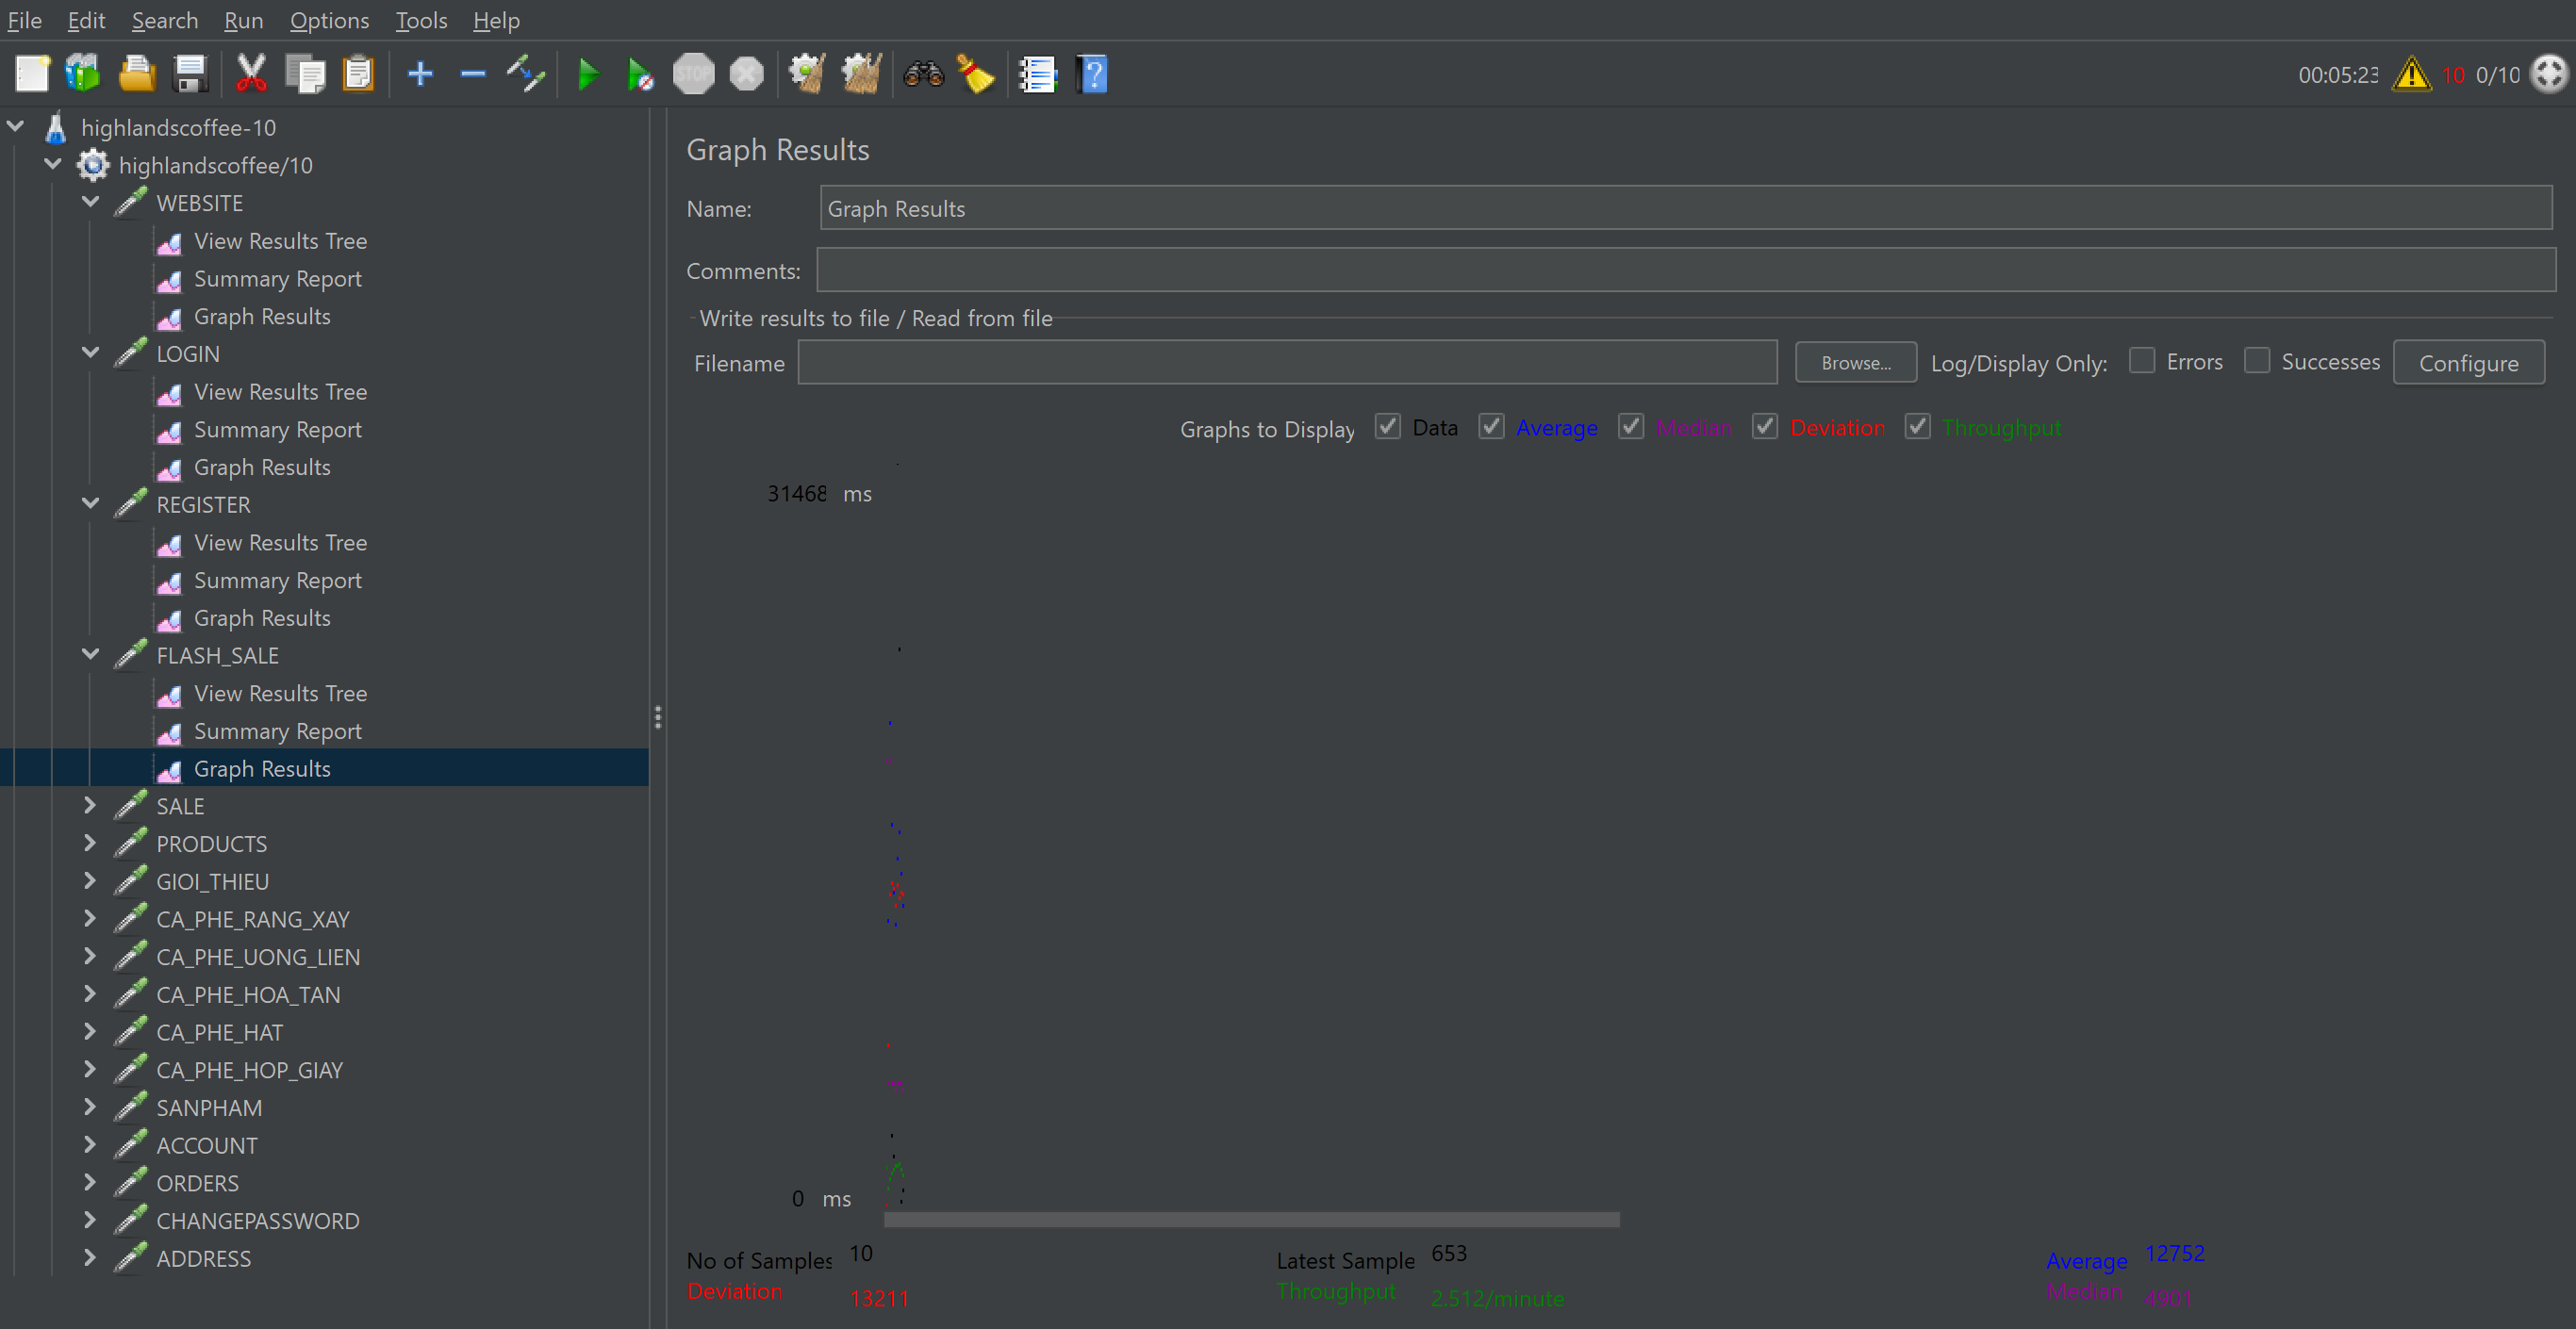 File Edit Search Run Options Tools Help
STOP
00:05:23 10 0/10
highlandscoffee-10
highlandscoffee/10
WEBSITE
View Results Tree
Summary Report
Graph Results
LOGIN
View Results Tree
Summary Report
Graph Results
REGISTER
View Results Tree
Summary Report
Graph Results
FLASH_SALE
View Results Tree
Summary Report
Graph Results
SALE
PRODUCTS
GIOI_THIEU
CA_PHE_RANG_XAY
CA_PHE_UONG_LIEN
CA_PHE_HOA_TAN
CA_PHE_HAT
CA_PHE_HOP_GIAY
SANPHAM
ACCOUNT
ORDERS
CHANGEPASSWORD
ADDRESS
Graph Results
Name: Graph Results
Comments:
Write results to file / Read from file
Filename Browse... Log/Display Only: Errors Successes Configure
Graphs to Display Data Average Median Deviation Throughput
31468 ms
0 ms
No of Samples 10 Latest Sample 653 Average 12752
Deviation 13211 Throughput 2.512/minute Median 4901